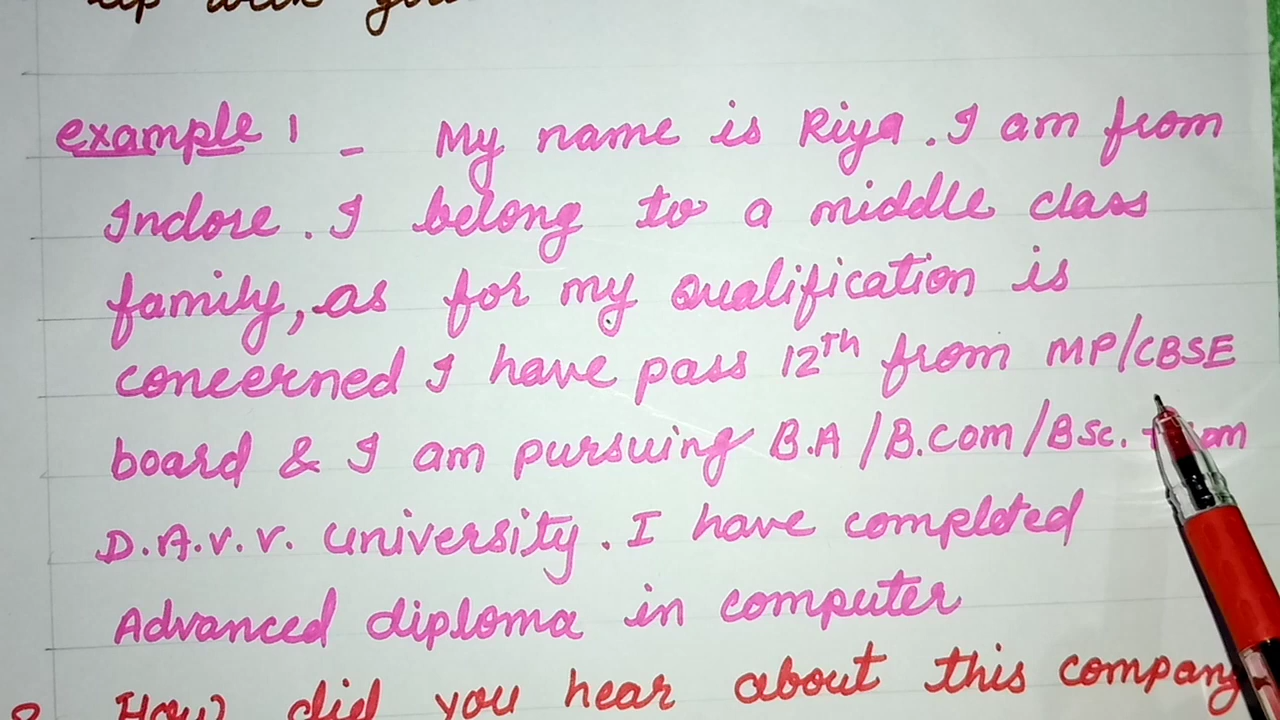 example 1 - My name is Riya. I am from
Indore. I belong to a middle class
family, as for my qualification is
concerned I have pass 12th from MP/CBSE
board & I am pursuing B.A/B.Com/BSc. from
D.A.V.V. University. I have completed
Advanced diploma in computer
How did you hear about this company